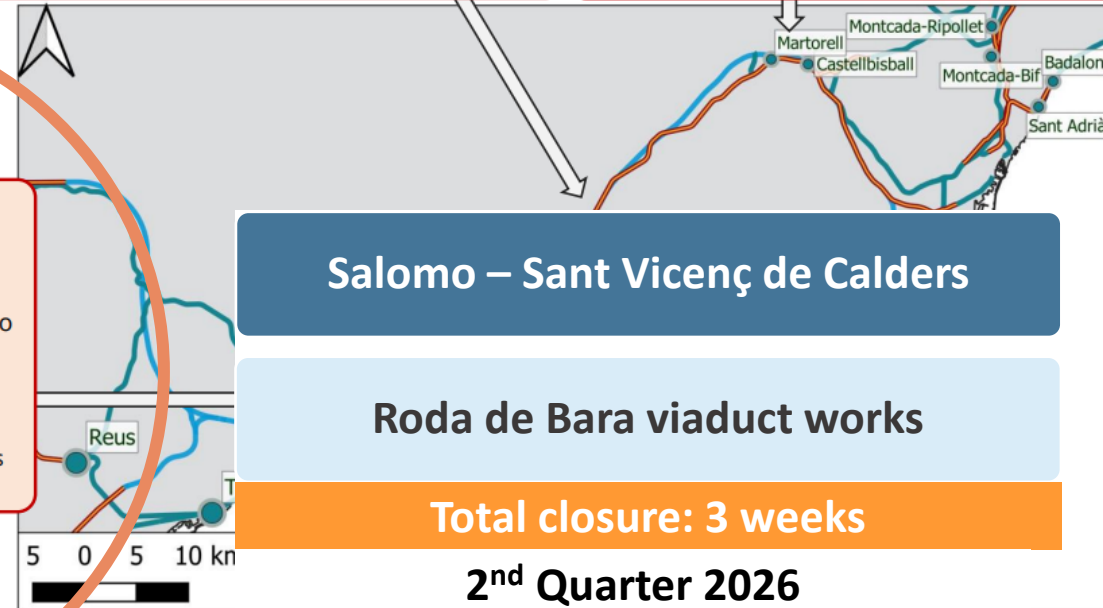 Montcada-Ripollet
Martorell
Castellbisball
Montcada-Bif
Badalon
Sant Adrià
Salomo – Sant Vicenç de Calders
Roda de Bara viaduct works
Reus
T
Total closure: 3 weeks
5 0 5 10 km
2nd Quarter 2026
o
s